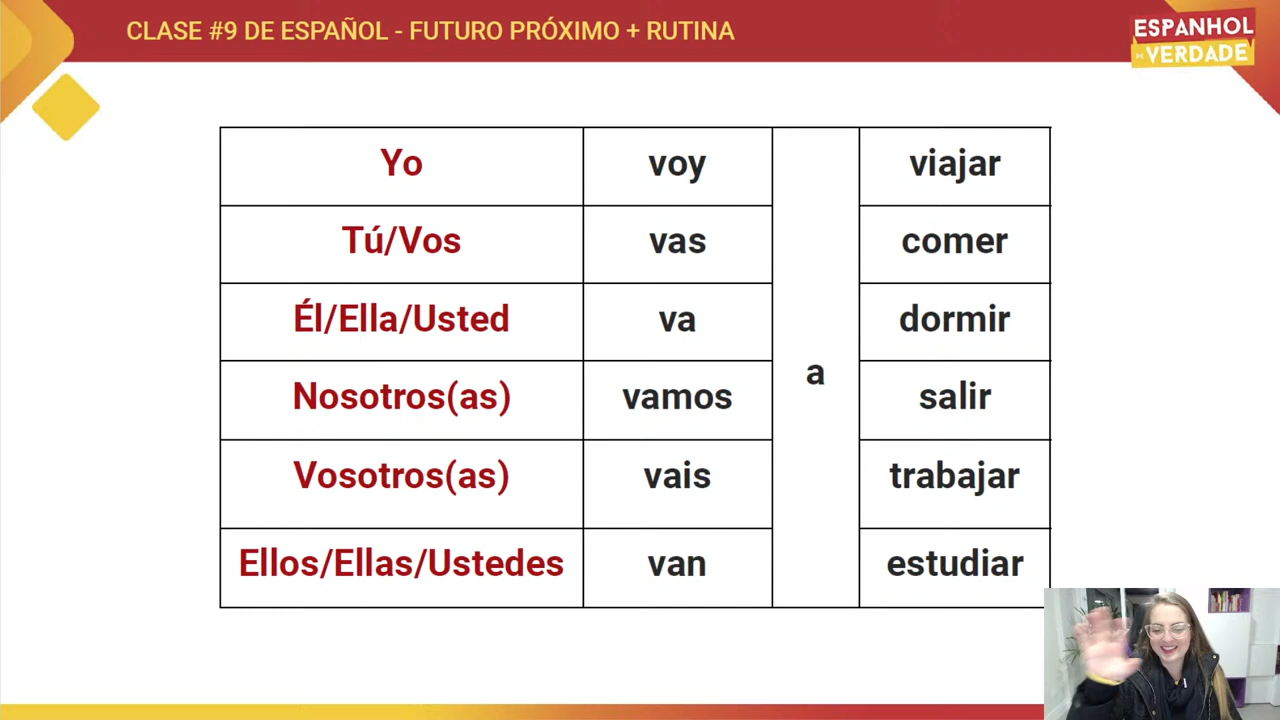 CLASE #9 DE ESPAÑOL - FUTURO PRÓXIMO + RUTINA
ESPANHOL
DE VERDADE
Yo voy viajar
Tú/Vos vas comer
Él/Ella/Usted va dormir
a
Nosotros(as) vamos salir
Vosotros(as) vais trabajar
Ellos/Ellas/Ustedes van estudiar